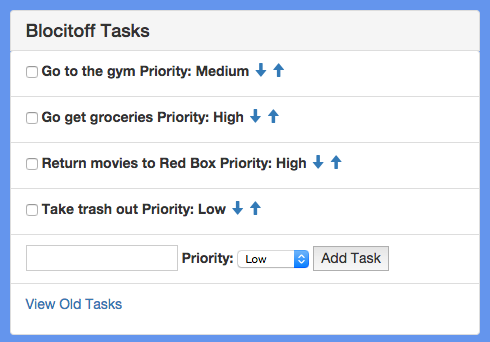 Blocitoff Tasks
Go to the gym Priority: Medium
Go get groceries Priority: High
Return movies to Red Box Priority: High
Take trash out Priority: Low
Priority: Low Add Task
View Old Tasks